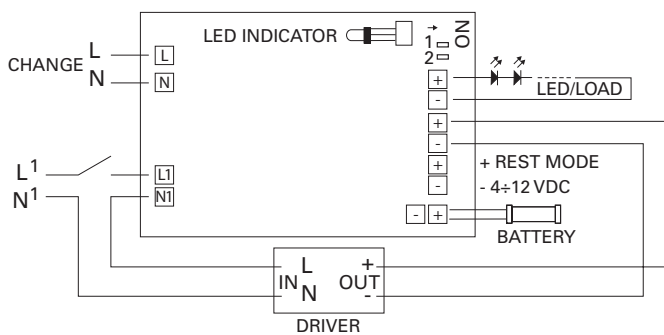 LED INDICATOR
→
1
2
ON
CHANGE
L
N
L
N
+
-
LED/LOAD
+
-
+ REST MODE
- 4÷12 VDC
+
-
L1
N1
L1
N1
- +
BATTERY
IN
L
N
OUT
+
-
DRIVER